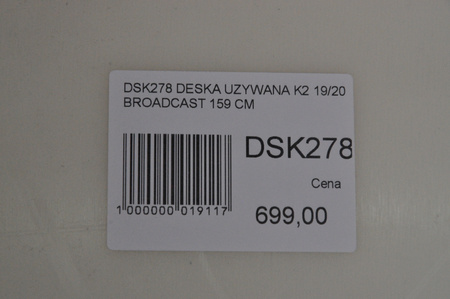 DSK278 DESKA UZYWANA K2 19/20
BROADCAST 159 CM
DSK278
Cena
1 000000 019117
699,00